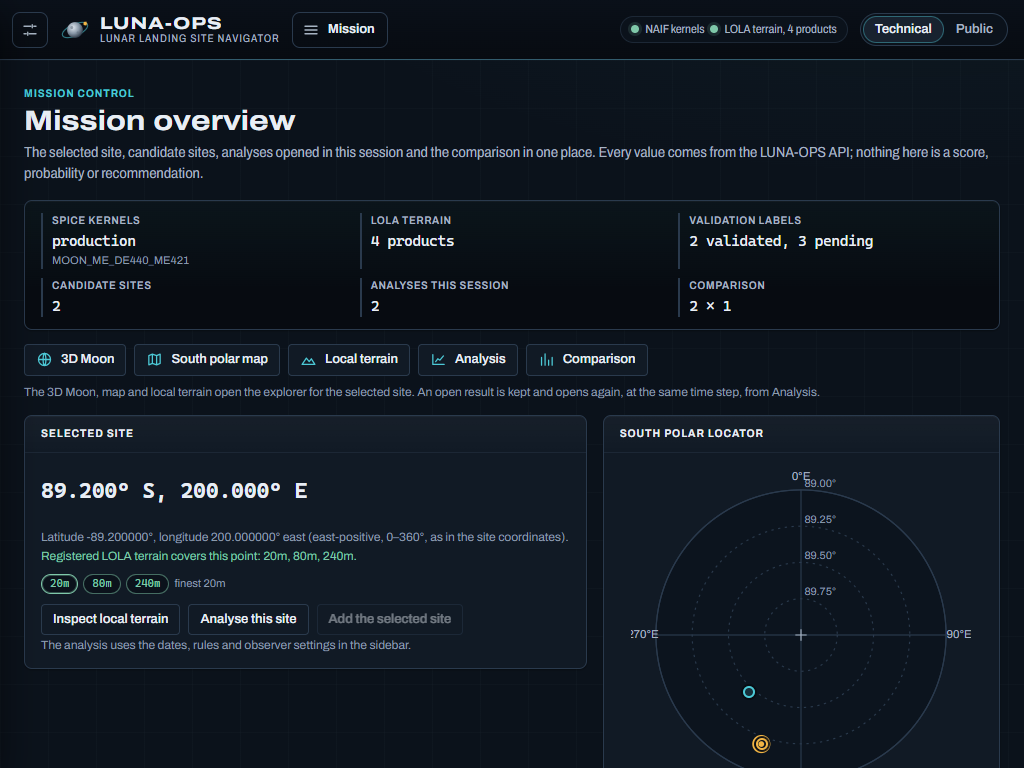 LUNA-OPS
LUNAR LANDING SITE NAVIGATOR
Mission
NAIF kernels
LOLA terrain, 4 products
Technical
Public
MISSION CONTROL
Mission overview
The selected site, candidate sites, analyses opened in this session and the comparison in one place. Every value comes from the LUNA-OPS API; nothing here is a score,
probability or recommendation.
SPICE KERNELS
production
MOON_ME_DE440_ME421
LOLA TERRAIN
4 products
VALIDATION LABELS
2 validated, 3 pending
CANDIDATE SITES
2
ANALYSES THIS SESSION
2
COMPARISON
2 × 1
3D Moon
South polar map
Local terrain
Analysis
Comparison
The 3D Moon, map and local terrain open the explorer for the selected site. An open result is kept and opens again, at the same time step, from Analysis.
SELECTED SITE
89.200° S, 200.000° E
Latitude -89.200000°, longitude 200.000000° east (east-positive, 0–360°, as in the site coordinates).
Registered LOLA terrain covers this point: 20m, 80m, 240m.
20m
80m
240m
finest 20m
Inspect local terrain
Analyse this site
Add the selected site
The analysis uses the dates, rules and observer settings in the sidebar.
SOUTH POLAR LOCATOR
0°E
89.00°
89.25°
89.50°
89.75°
70°E
90°E